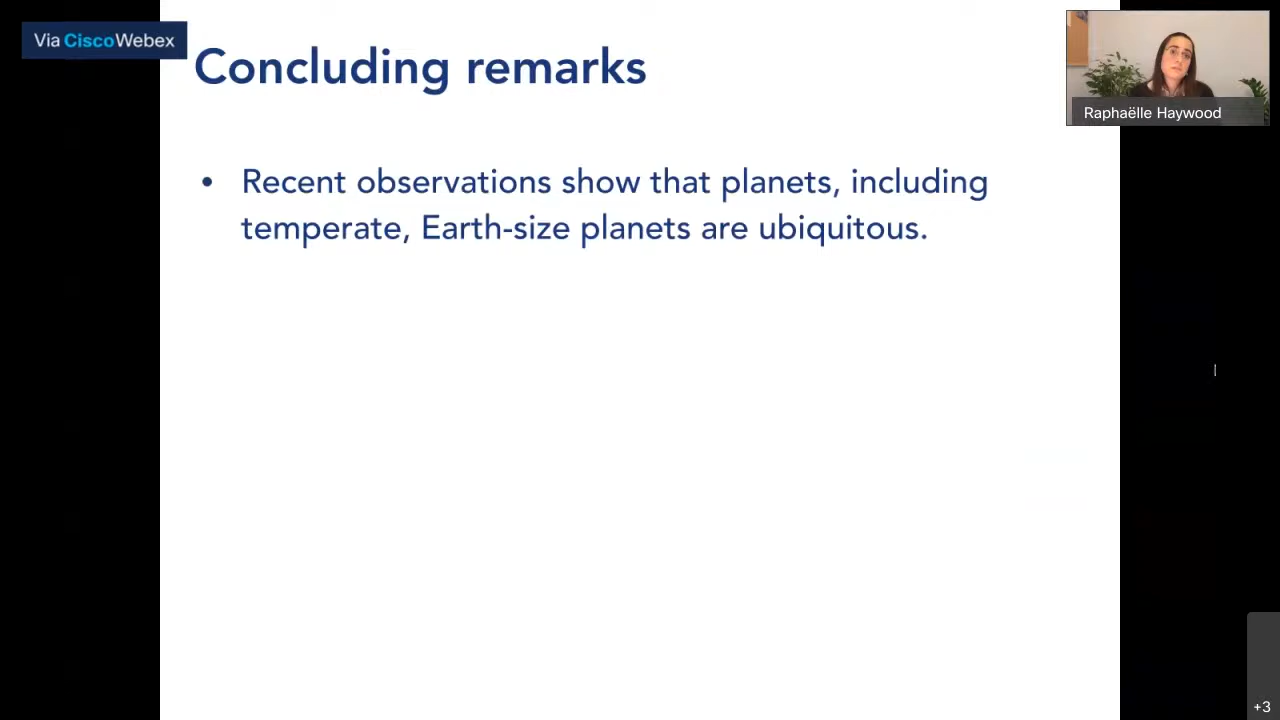 Via CiscoWebex
Concluding remarks
Raphaëlle Haywood
• Recent observations show that planets, including
temperate, Earth-size planets are ubiquitous.
+3